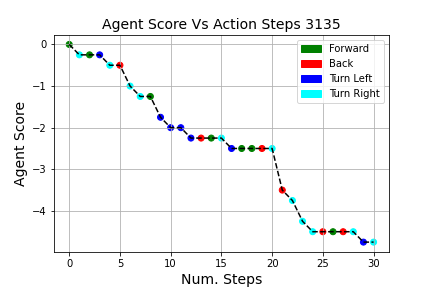 Agent Score Vs Action Steps 3135
Forward
Back
Turn Left
Turn Right
Agent Score
0
−1
−2
−3
−4
0 5 10 15 20 25 30
Num. Steps